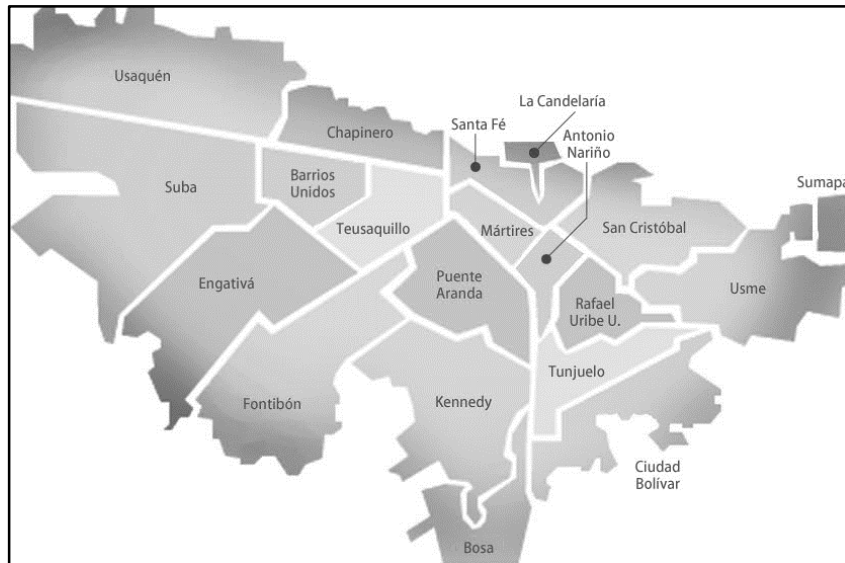 Usaquén
La Candelaría
Santa Fé
Antonio
Nariño
Chapinero
Barrios
Unidos
Suba
Sumapa
Teusaquillo
Mártires
San Cristóbal
Engativá
Puente
Aranda
Usme
Rafael
Uribe U.
Tunjuelo
Fontibón
Kennedy
Ciudad
Bolívar
Bosa